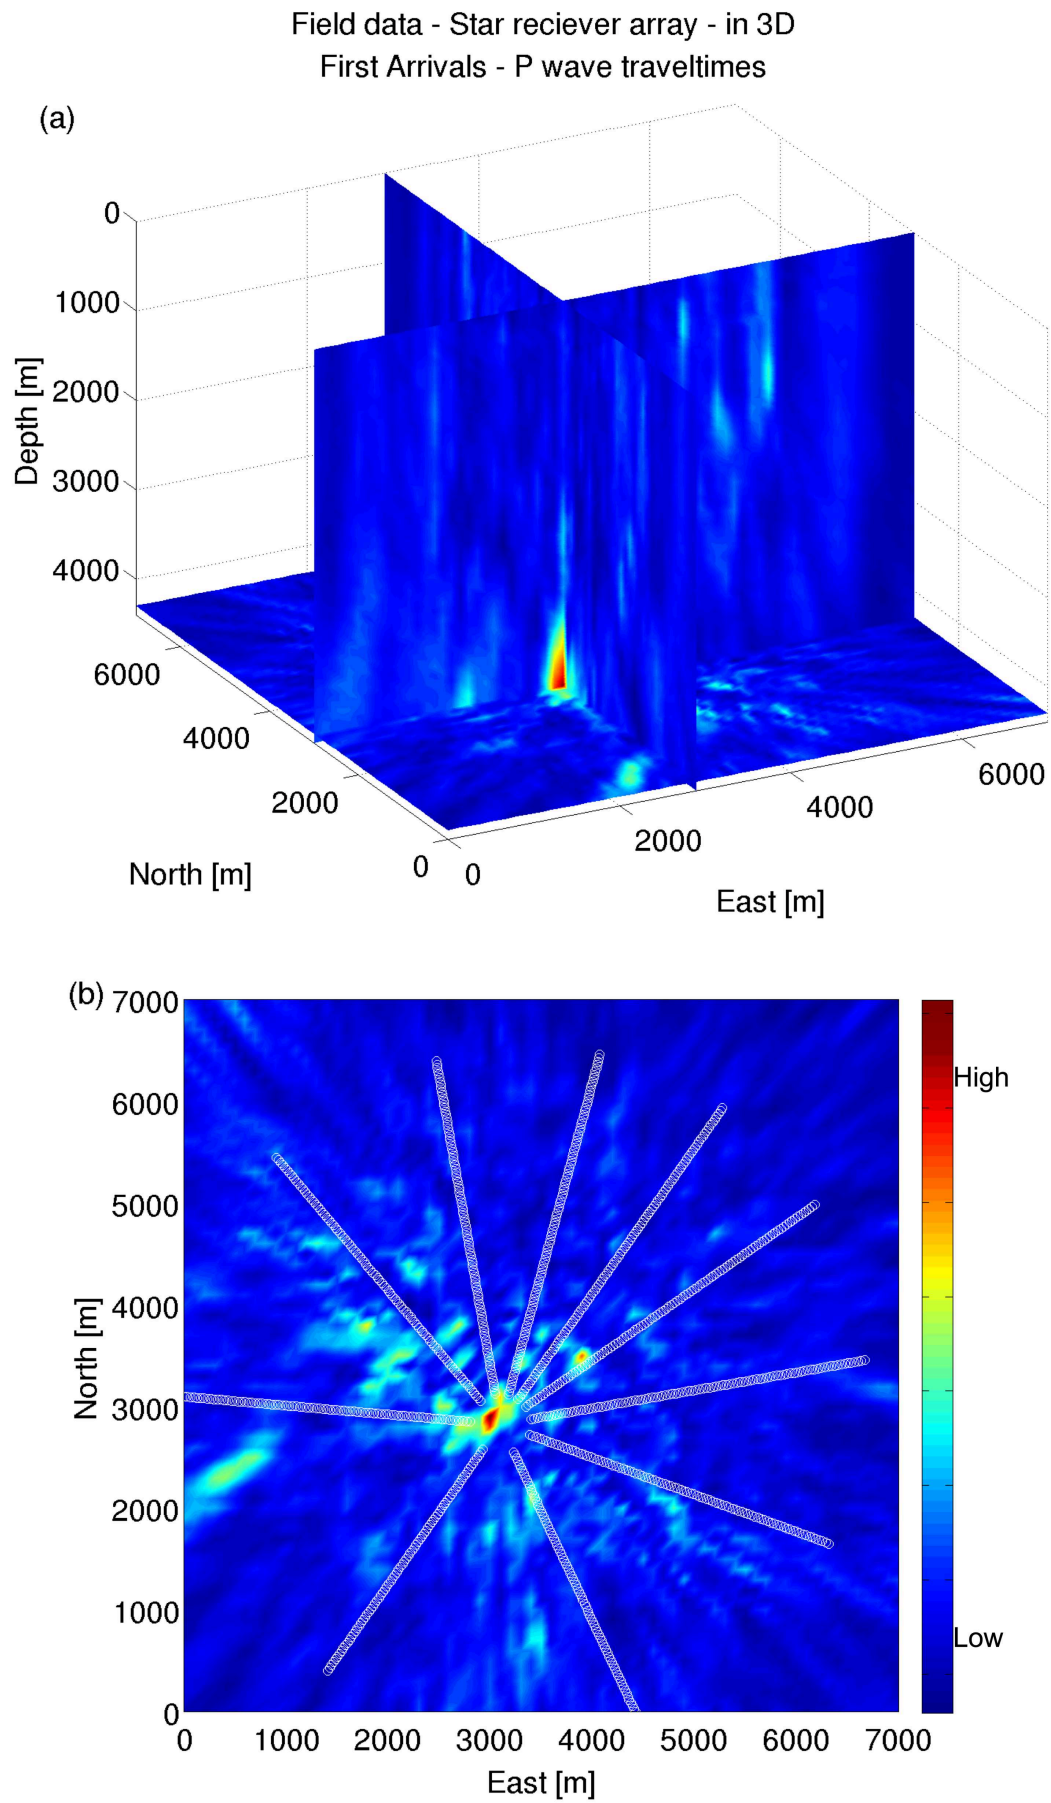 Field data - Star reciever array - in 3D
First Arrivals - P wave traveltimes
(a)
0
1000
2000
3000
4000
Depth [m]
6000
4000
2000
0
North [m]
0
2000
4000
6000
East [m]
(b)
7000
6000
5000
4000
3000
2000
1000
0
North [m]
0 1000 2000 3000 4000 5000 6000 7000
East [m]
High
Low